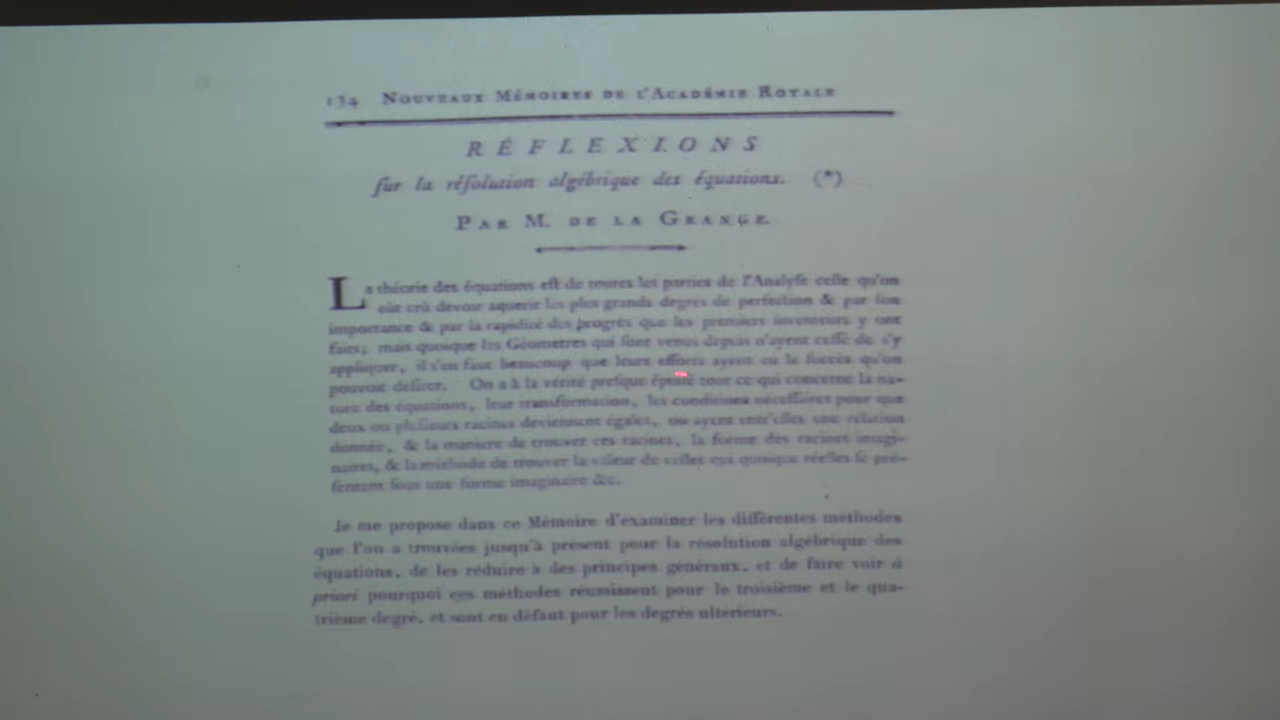 134 NOUVEAUX MÉMOIRES DE L'ACADÉMIE ROYALE
RÉFLEXIONS
ſur la réſolution algébrique des équations. (*)
PAR M. DE LA GRANGE.
La théorie des équations eſt de toutes les parties de l'Analyſe celle qu'on
eût crû devoir aquerir les plus grands degrés de perfection & par ſon
importance & par la rapidité des progrès que les premiers inventeurs y ont
faits; mais quoique les Géometres qui ſont venus depuis n'ayent ceſſé de s'y
appliquer, il s'en faut beaucoup que leurs efforts ayent eu le ſuccès qu'on
pouvoit deſirer. On a à la vérité preſque épuiſé tout ce qui concerne la na-
ture des équations, leur transformation, les conditions néceſſaires pour que
deux ou pluſieurs racines deviennent égales, ou ayent entr'elles une relation
donnée, & la maniere de trouver ces racines, la forme des racines imagi-
naires, & la méthode de trouver la valeur de celles qui quoique réelles ſe pré-
ſentent ſous une forme imaginaire &c.
Je me propose dans ce Mémoire d'examiner les différentes méthodes
que l'on a trouvées jusqu'à présent pour la résolution algébrique des
équations, de les réduire à des principes généraux, et de faire voir à
priori pourquoi ces méthodes réussissent pour le troisième et le qua-
trième degré, et sont en défaut pour les degrés ultérieurs.